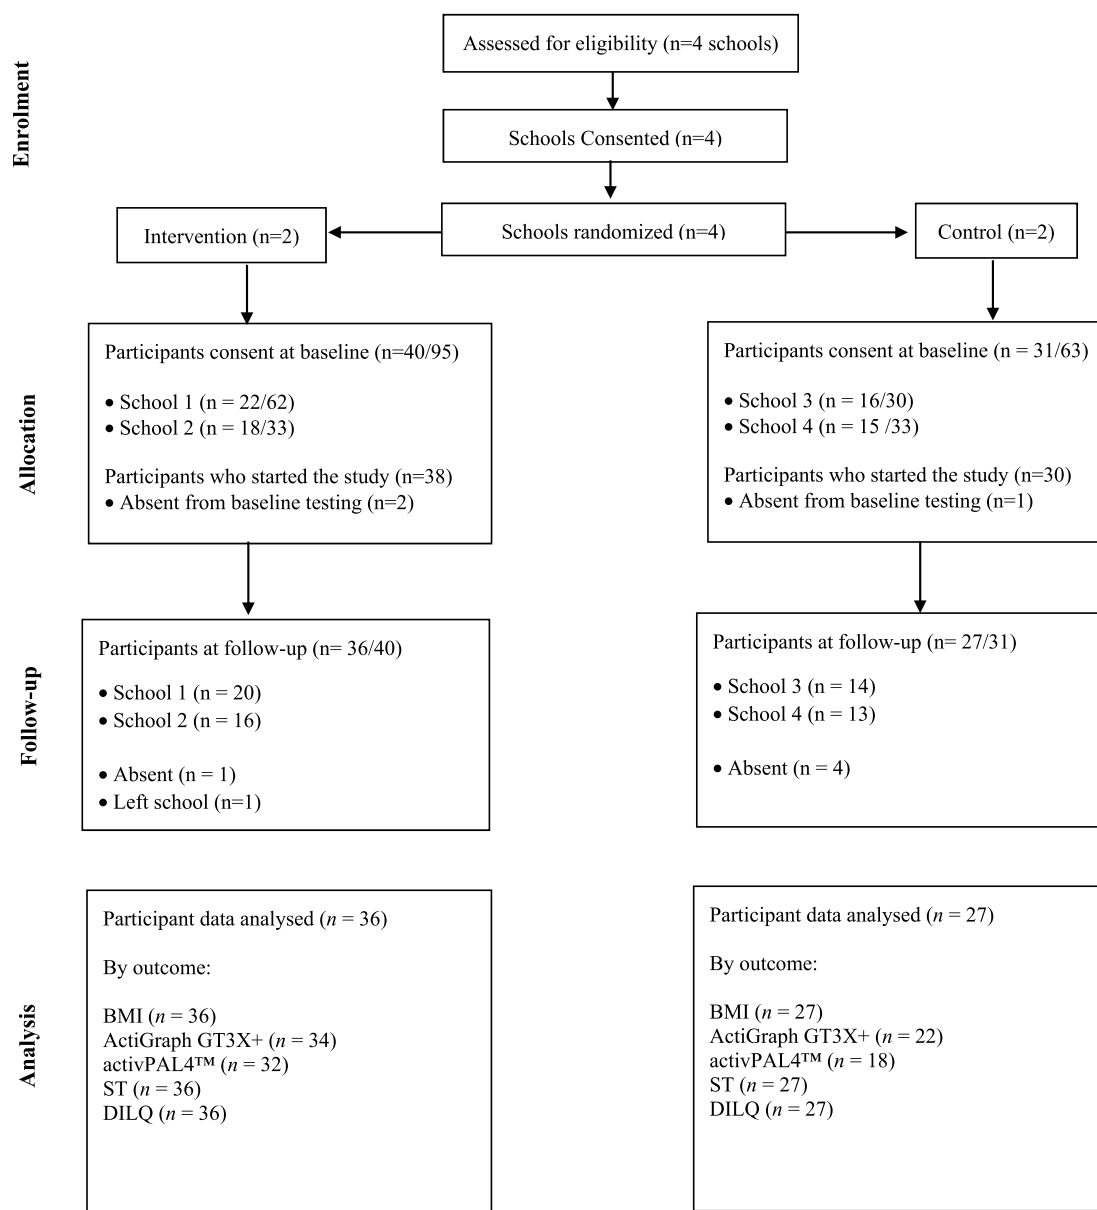 Enrolment
Assessed for eligibility (n=4 schools)
Schools Consented (n=4)
Schools randomized (n=4)
Intervention (n=2)
Control (n=2)
Allocation
Participants consent at baseline (n=40/95)
• School 1 (n = 22/62)
• School 2 (n = 18/33)
Participants who started the study (n=38)
• Absent from baseline testing (n=2)
Participants consent at baseline (n = 31/63)
• School 3 (n = 16/30)
• School 4 (n = 15 /33)
Participants who started the study (n=30)
• Absent from baseline testing (n=1)
Follow-up
Participants at follow-up (n= 36/40)
• School 1 (n = 20)
• School 2 (n = 16)
• Absent (n = 1)
• Left school (n=1)
Participants at follow-up (n= 27/31)
• School 3 (n = 14)
• School 4 (n = 13)
• Absent (n = 4)
Analysis
Participant data analysed (n = 36)
By outcome:
BMI (n = 36)
ActiGraph GT3X+ (n = 34)
activPAL4™ (n = 32)
ST (n = 36)
DILQ (n = 36)
Participant data analysed (n = 27)
By outcome:
BMI (n = 27)
ActiGraph GT3X+ (n = 22)
activPAL4™ (n = 18)
ST (n = 27)
DILQ (n = 27)